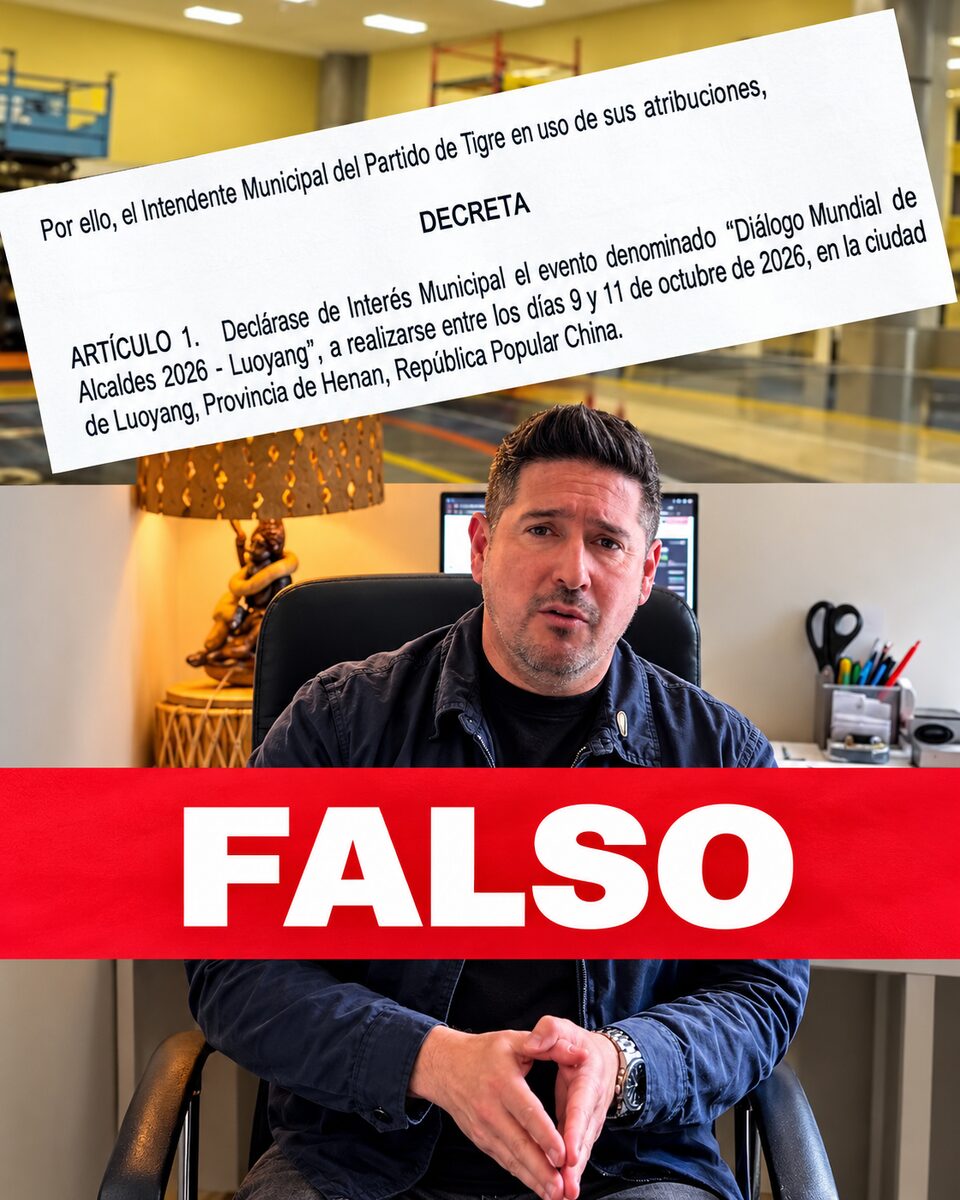 Por ello, el Intendente Municipal del Partido de Tigre en uso de sus atribuciones,
DECRETA
ARTÍCULO 1. Declárase de Interés Municipal el evento denominado “Diálogo Mundial de
Alcaldes 2026 - Luoyang”, a realizarse entre los días 9 y 11 de octubre de 2026, en la ciudad
de Luoyang, Provincia de Henan, República Popular China.
FALSO